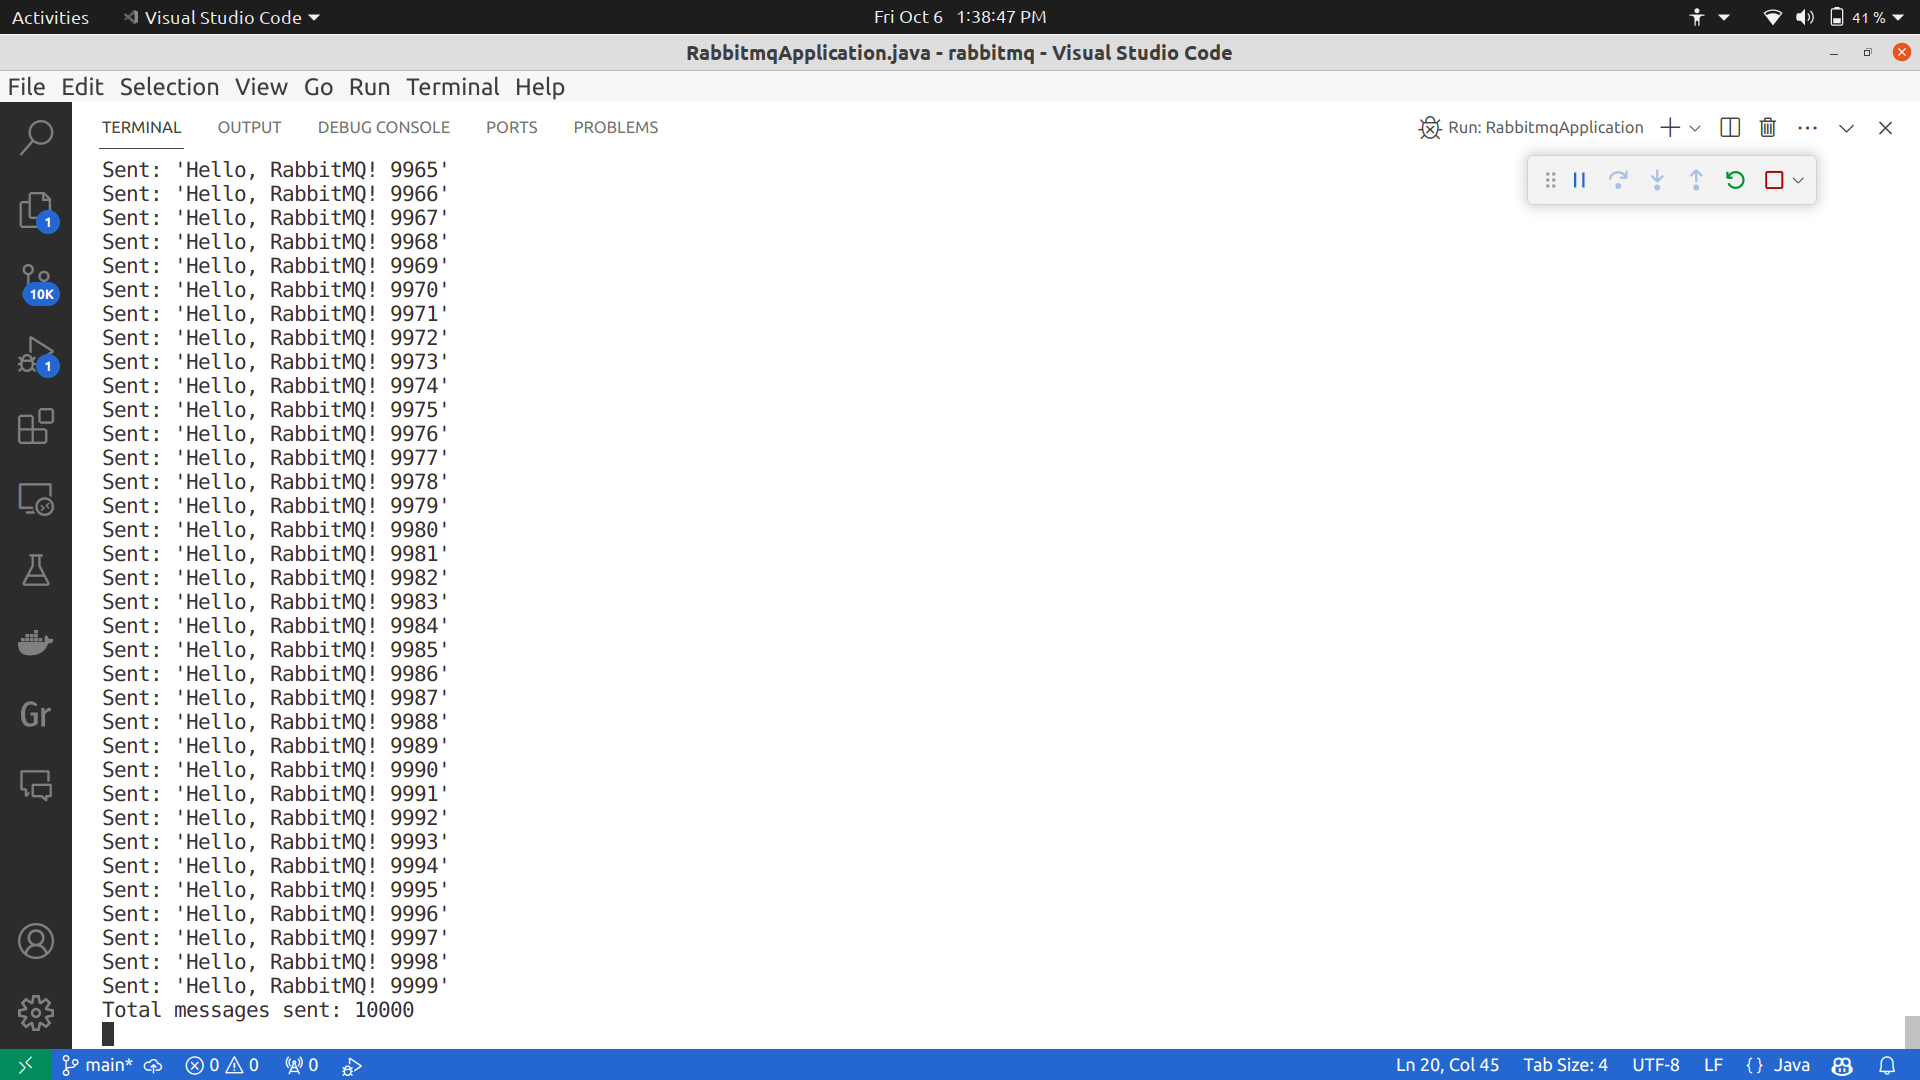 Activities
Visual Studio Code
Fri Oct 6 1:38:47 PM
41 %
RabbitmqApplication.java - rabbitmq - Visual Studio Code
File Edit Selection View Go Run Terminal Help
TERMINAL OUTPUT DEBUG CONSOLE PORTS PROBLEMS
Run: RabbitmqApplication
1
10K
1
Gr
Sent: 'Hello, RabbitMQ! 9965'
Sent: 'Hello, RabbitMQ! 9966'
Sent: 'Hello, RabbitMQ! 9967'
Sent: 'Hello, RabbitMQ! 9968'
Sent: 'Hello, RabbitMQ! 9969'
Sent: 'Hello, RabbitMQ! 9970'
Sent: 'Hello, RabbitMQ! 9971'
Sent: 'Hello, RabbitMQ! 9972'
Sent: 'Hello, RabbitMQ! 9973'
Sent: 'Hello, RabbitMQ! 9974'
Sent: 'Hello, RabbitMQ! 9975'
Sent: 'Hello, RabbitMQ! 9976'
Sent: 'Hello, RabbitMQ! 9977'
Sent: 'Hello, RabbitMQ! 9978'
Sent: 'Hello, RabbitMQ! 9979'
Sent: 'Hello, RabbitMQ! 9980'
Sent: 'Hello, RabbitMQ! 9981'
Sent: 'Hello, RabbitMQ! 9982'
Sent: 'Hello, RabbitMQ! 9983'
Sent: 'Hello, RabbitMQ! 9984'
Sent: 'Hello, RabbitMQ! 9985'
Sent: 'Hello, RabbitMQ! 9986'
Sent: 'Hello, RabbitMQ! 9987'
Sent: 'Hello, RabbitMQ! 9988'
Sent: 'Hello, RabbitMQ! 9989'
Sent: 'Hello, RabbitMQ! 9990'
Sent: 'Hello, RabbitMQ! 9991'
Sent: 'Hello, RabbitMQ! 9992'
Sent: 'Hello, RabbitMQ! 9993'
Sent: 'Hello, RabbitMQ! 9994'
Sent: 'Hello, RabbitMQ! 9995'
Sent: 'Hello, RabbitMQ! 9996'
Sent: 'Hello, RabbitMQ! 9997'
Sent: 'Hello, RabbitMQ! 9998'
Sent: 'Hello, RabbitMQ! 9999'
Total messages sent: 10000
main* 0 0 0
Ln 20, Col 45 Tab Size: 4 UTF-8 LF {} Java